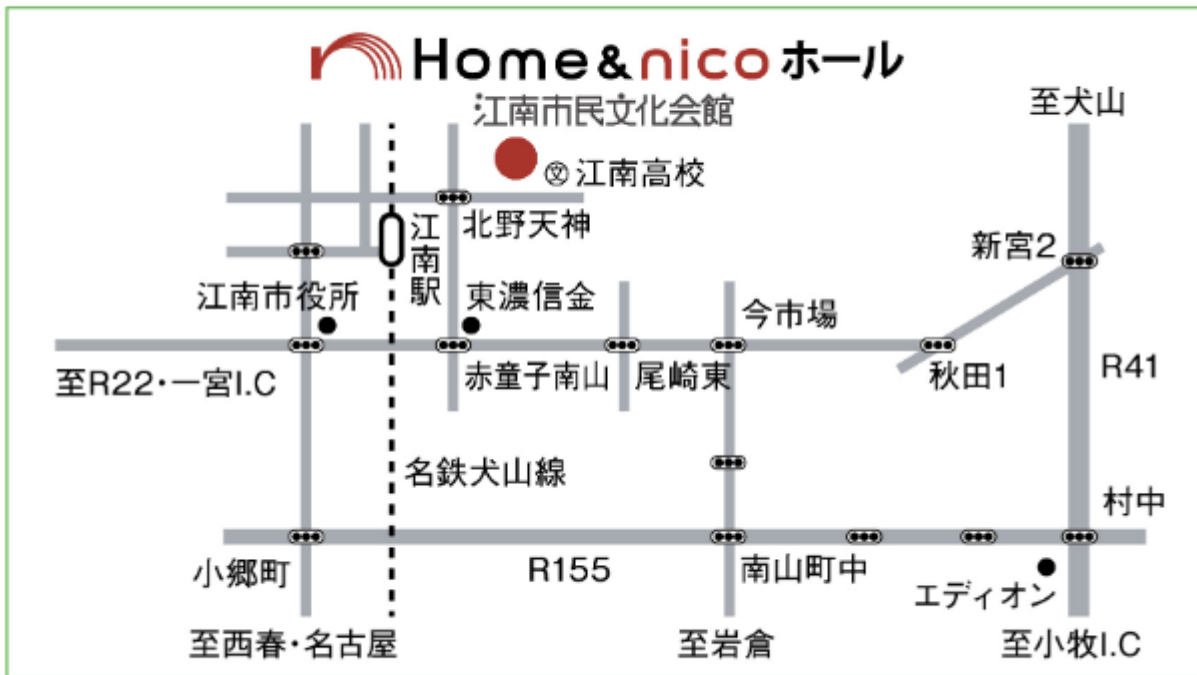 Home&nicoホール
江南市民文化会館
至犬山
文 江南高校
北野天神
江南駅
新宮2
江南市役所
東濃信金
今市場
至R22・一宮I.C
赤童子南山
尾崎東
秋田1
R41
名鉄犬山線
村中
小郷町
R155
南山町中
エディオン
至西春・名古屋
至岩倉
至小牧I.C